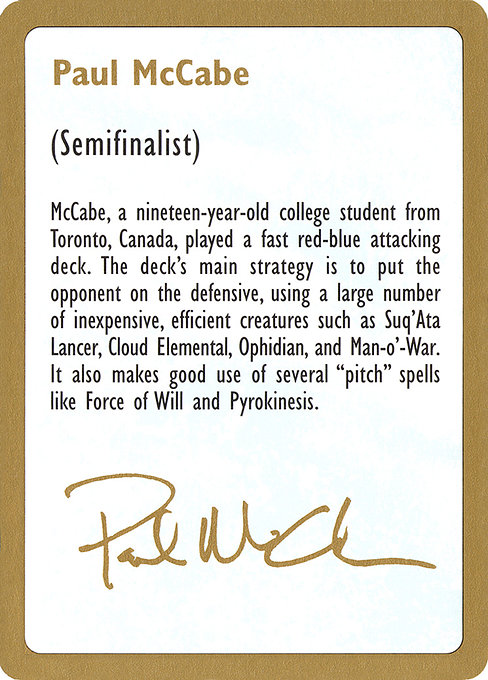 Paul McCabe
(Semifinalist)
McCabe, a nineteen-year-old college student from
Toronto, Canada, played a fast red-blue attacking
deck. The deck's main strategy is to put the
opponent on the defensive, using a large number
of inexpensive, efficient creatures such as Suq'Ata
Lancer, Cloud Elemental, Ophidian, and Man-o'-War.
It also makes good use of several “pitch” spells
like Force of Will and Pyrokinesis.
Paul McCabe